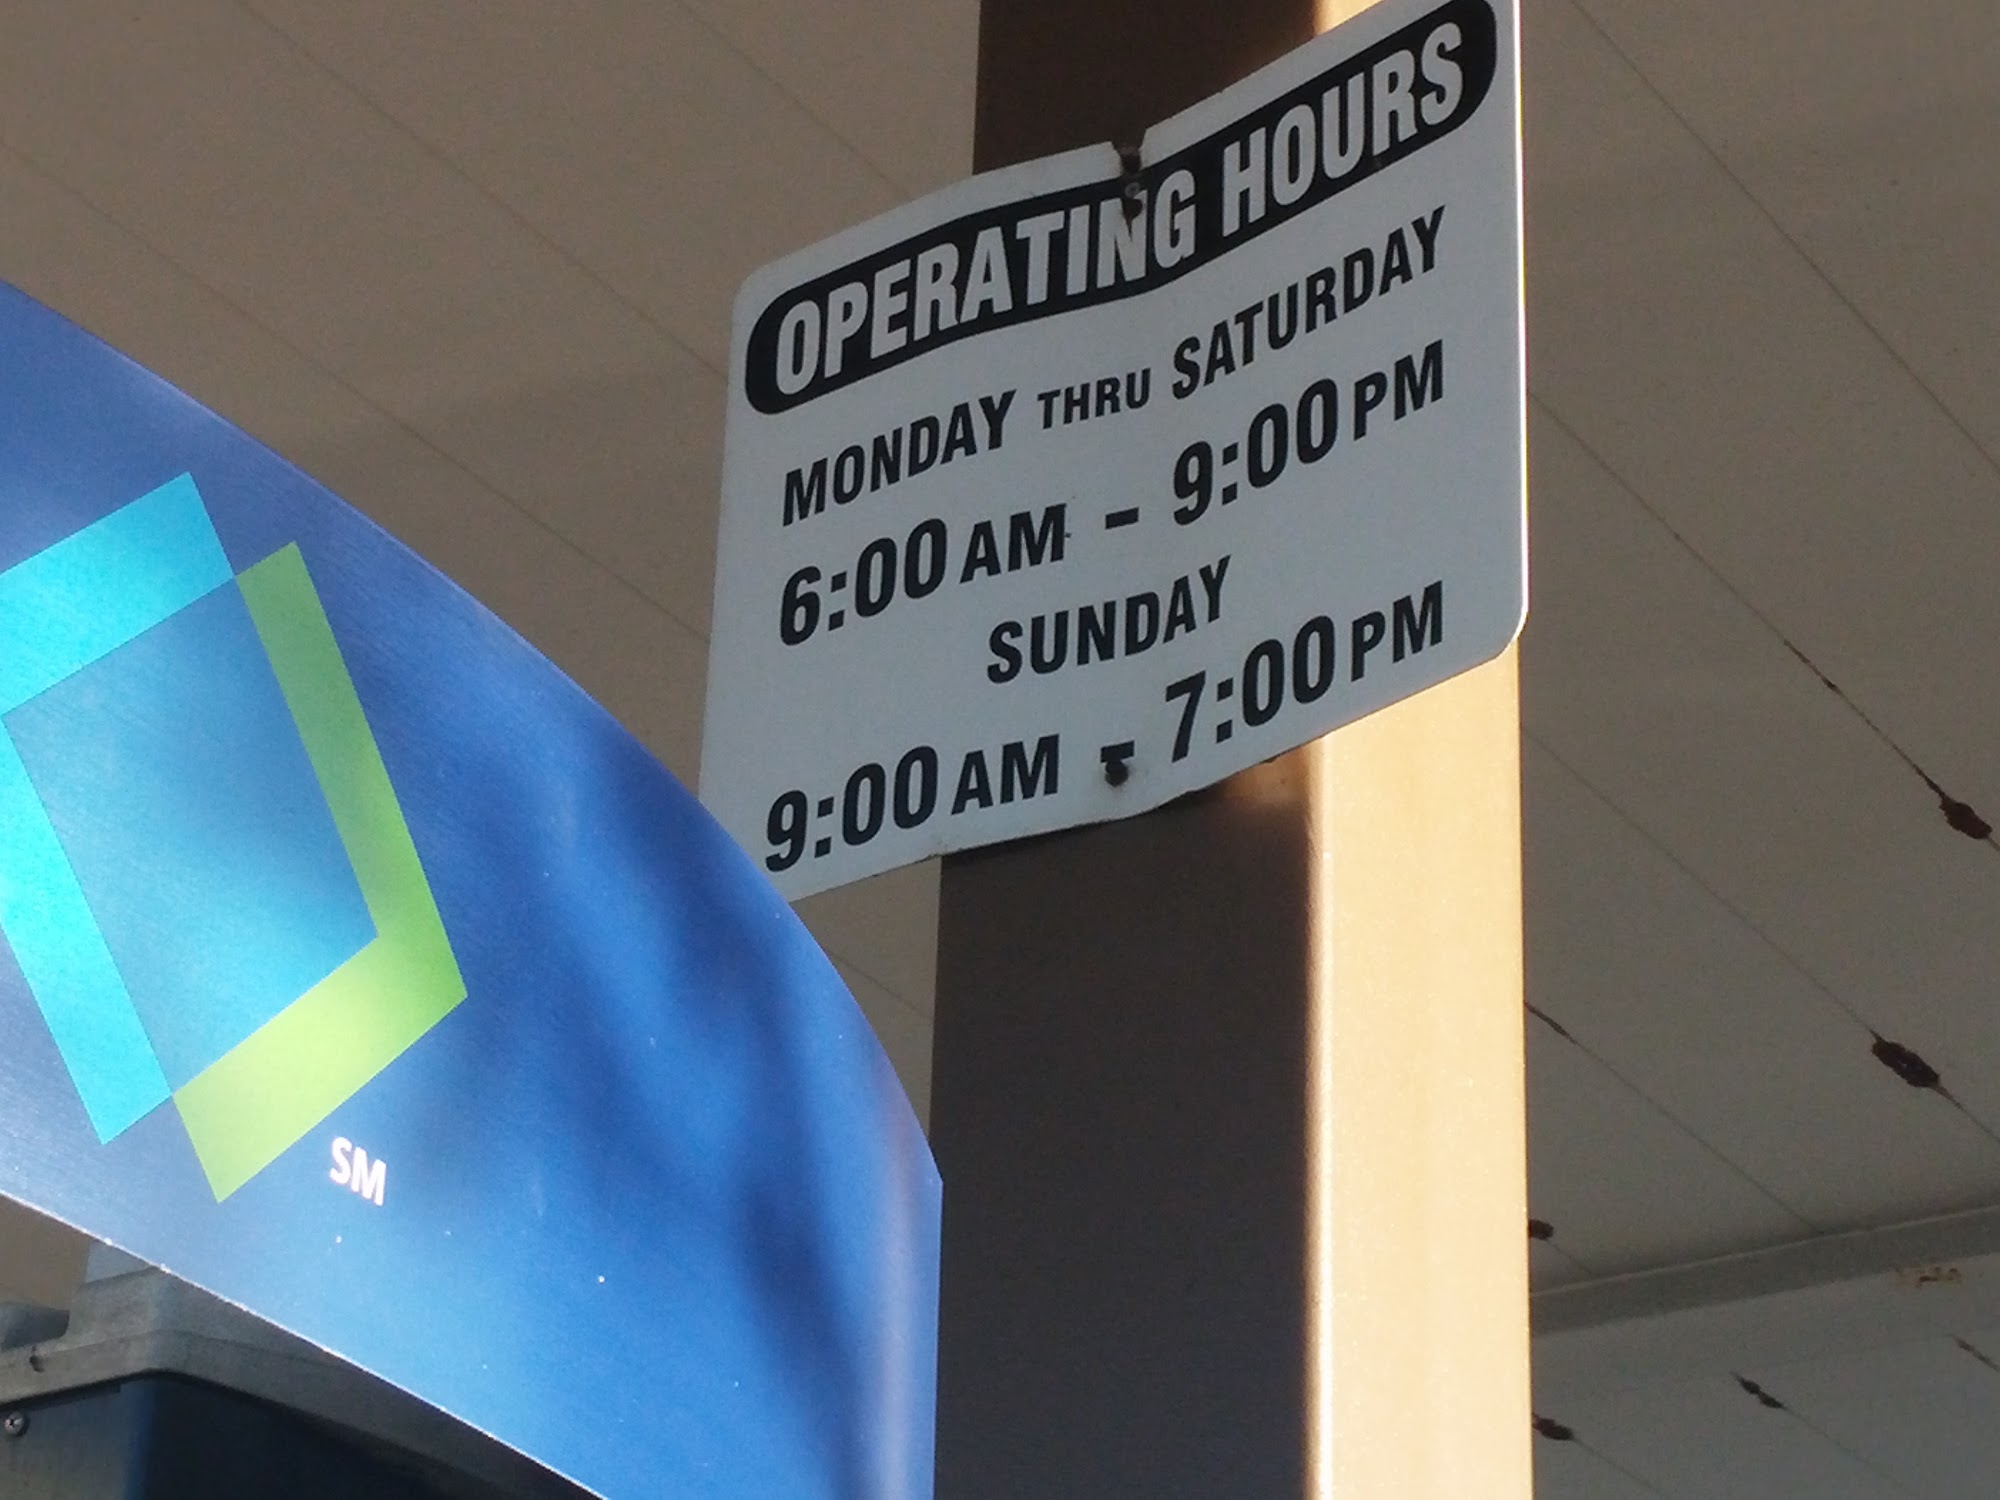 OPERATING HOURS
MONDAY THRU SATURDAY
6:00 AM - 9:00 PM
SUNDAY
9:00 AM - 7:00 PM
SM